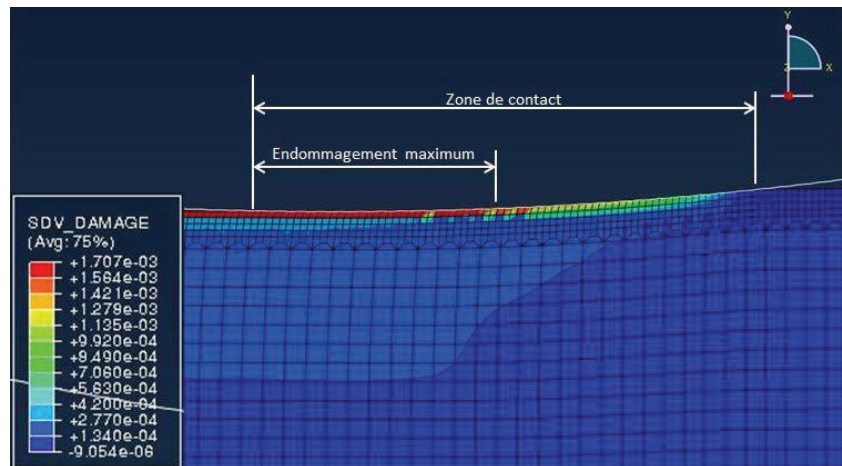 Y
Z X
Zone de contact
Endommagement maximum
SDV_DAMAGE
(Avg: 75%)
+1.707e-03
+1.564e-03
+1.421e-03
+1.279e-03
+1.135e-03
+9.920e-04
+8.490e-04
+7.060e-04
+5.630e-04
+4.200e-04
+2.770e-04
+1.340e-04
-9.054e-06